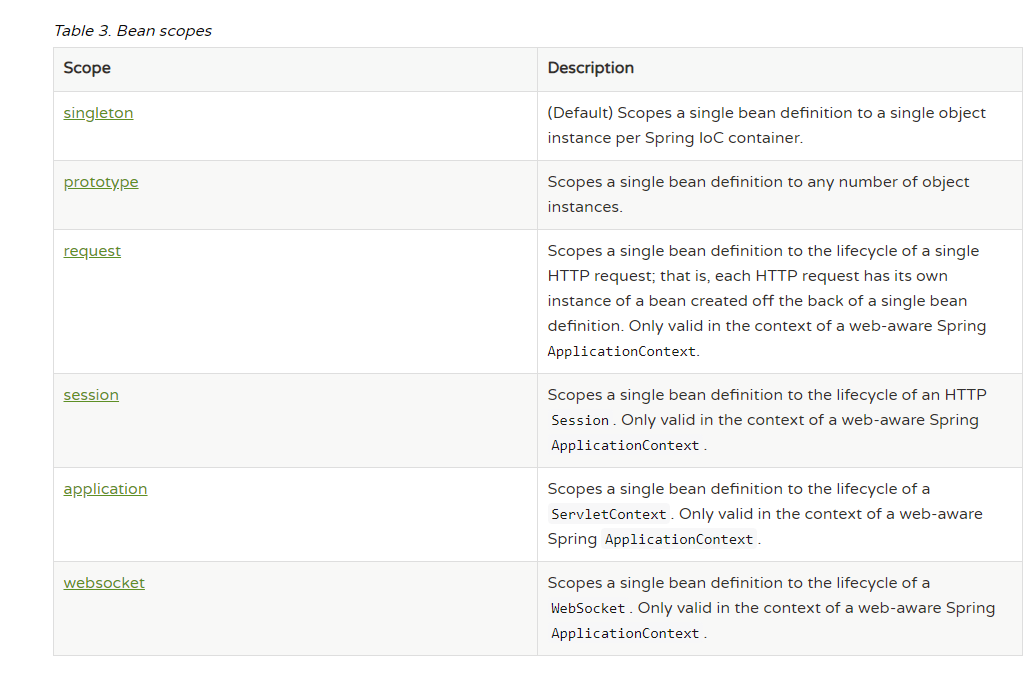 Table 3. Bean scopes
Scope
Description
singleton
(Default) Scopes a single bean definition to a single object
instance per Spring IoC container.
prototype
Scopes a single bean definition to any number of object
instances.
request
Scopes a single bean definition to the lifecycle of a single
HTTP request; that is, each HTTP request has its own
instance of a bean created off the back of a single bean
definition. Only valid in the context of a web-aware Spring
ApplicationContext.
session
Scopes a single bean definition to the lifecycle of an HTTP
Session. Only valid in the context of a web-aware Spring
ApplicationContext.
application
Scopes a single bean definition to the lifecycle of a
ServletContext. Only valid in the context of a web-aware
Spring ApplicationContext.
websocket
Scopes a single bean definition to the lifecycle of a
WebSocket. Only valid in the context of a web-aware Spring
ApplicationContext.